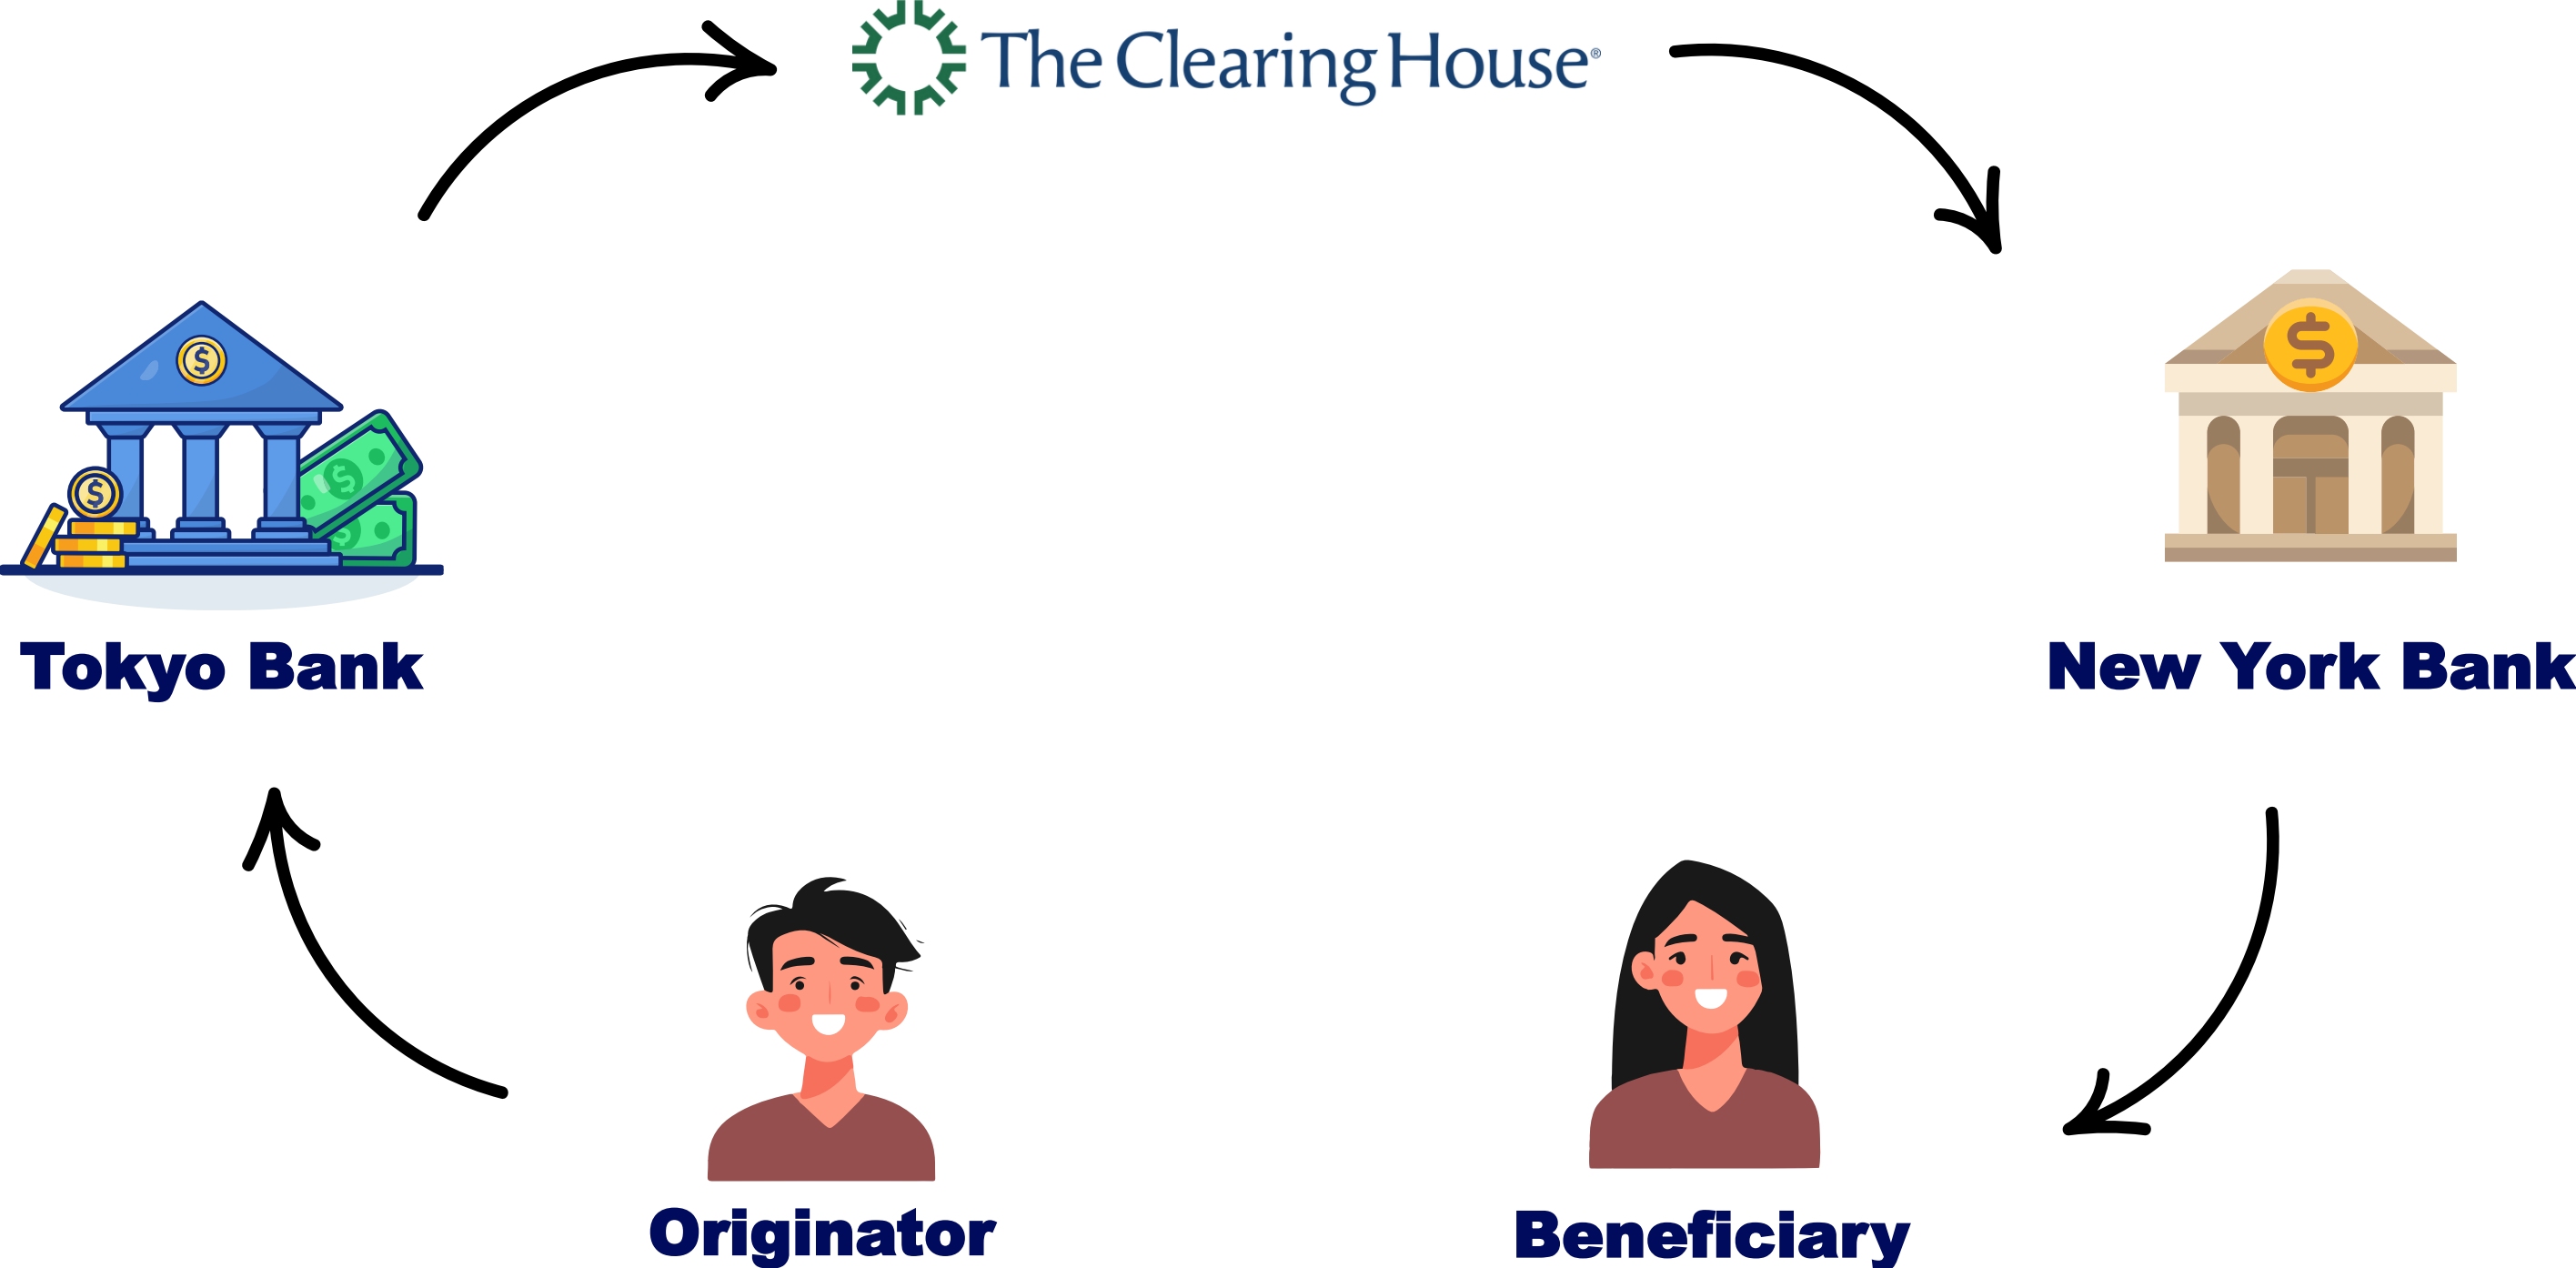 The Clearing House®
Tokyo Bank
New York Bank
Originator
Beneficiary